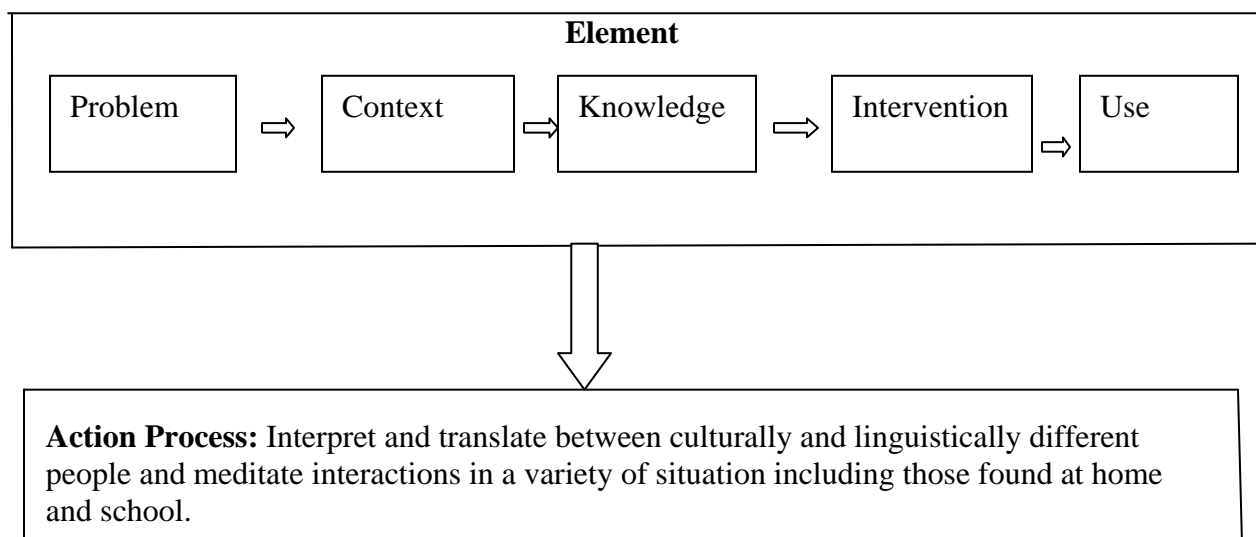 Element
Problem
Context
Knowledge
Intervention
Use
Action Process: Interpret and translate between culturally and linguistically different
people and meditate interactions in a variety of situation including those found at home
and school.